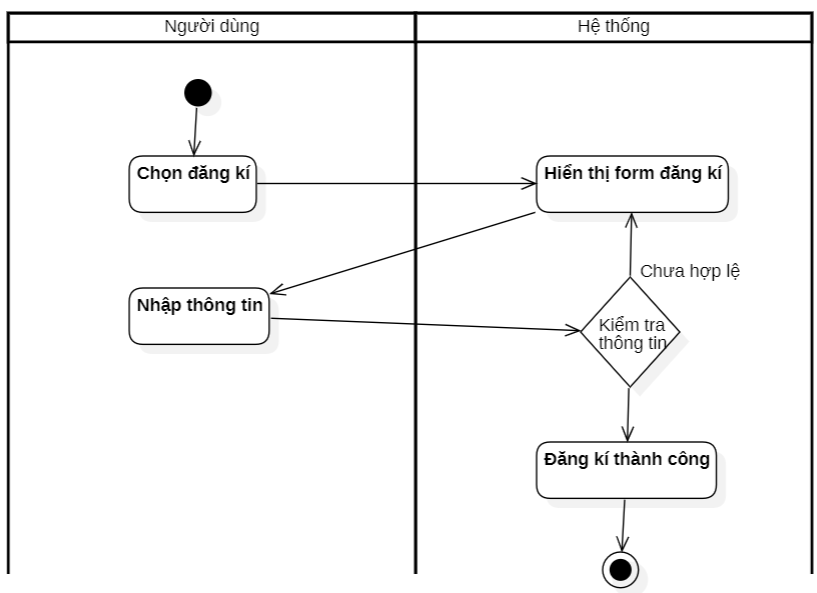 Người dùng
Hệ thống
Chọn đăng kí
Hiển thị form đăng kí
Chưa hợp lệ
Nhập thông tin
Kiểm tra
thông tin
Đăng kí thành công